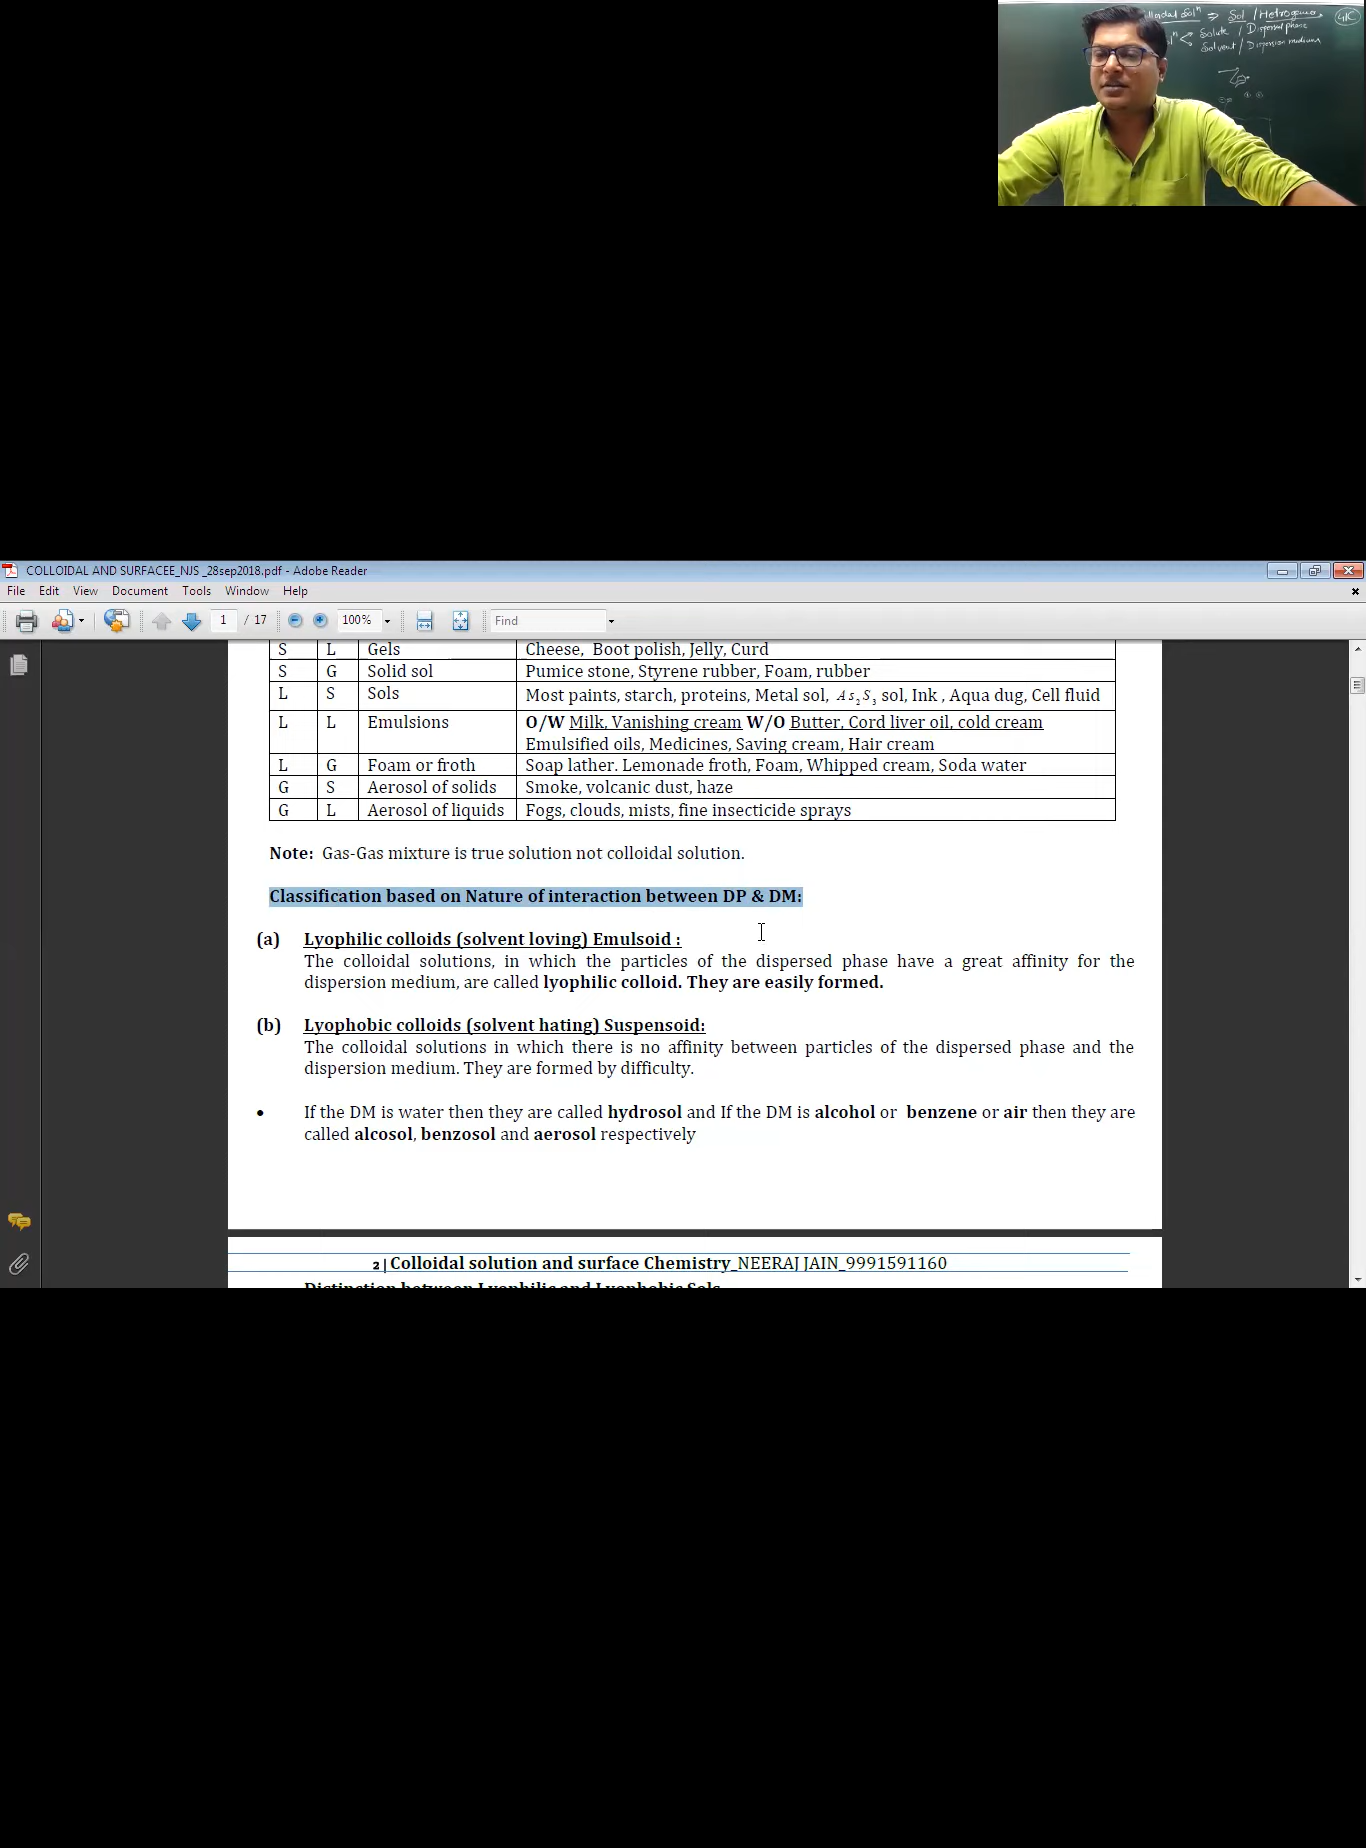 lloidal Solⁿ ⇒ Sol / Hetrogeno
Solute / Dispersed phase
Solvent / Dispersion medium
COLLOIDAL AND SURFACEE_NJS _28sep2018.pdf - Adobe Reader
File Edit View Document Tools Window Help
1 / 17 100% Find
S L Gels Cheese, Boot polish, Jelly, Curd
S G Solid sol Pumice stone, Styrene rubber, Foam, rubber
L S Sols Most paints, starch, proteins, Metal sol, As₂S₃ sol, Ink , Aqua dug, Cell fluid
L L Emulsions O/W Milk, Vanishing cream W/O Butter, Cord liver oil, cold cream
Emulsified oils, Medicines, Saving cream, Hair cream
L G Foam or froth Soap lather. Lemonade froth, Foam, Whipped cream, Soda water
G S Aerosol of solids Smoke, volcanic dust, haze
G L Aerosol of liquids Fogs, clouds, mists, fine insecticide sprays
Note: Gas-Gas mixture is true solution not colloidal solution.
Classification based on Nature of interaction between DP & DM:
(a) Lyophilic colloids (solvent loving) Emulsoid :
The colloidal solutions, in which the particles of the dispersed phase have a great affinity for the
dispersion medium, are called lyophilic colloid. They are easily formed.
(b) Lyophobic colloids (solvent hating) Suspensoid:
The colloidal solutions in which there is no affinity between particles of the dispersed phase and the
dispersion medium. They are formed by difficulty.
• If the DM is water then they are called hydrosol and If the DM is alcohol or benzene or air then they are
called alcosol, benzosol and aerosol respectively
2 | Colloidal solution and surface Chemistry_NEERAJ JAIN_9991591160
Distinction between Lyophilic and Lyophobic Sols